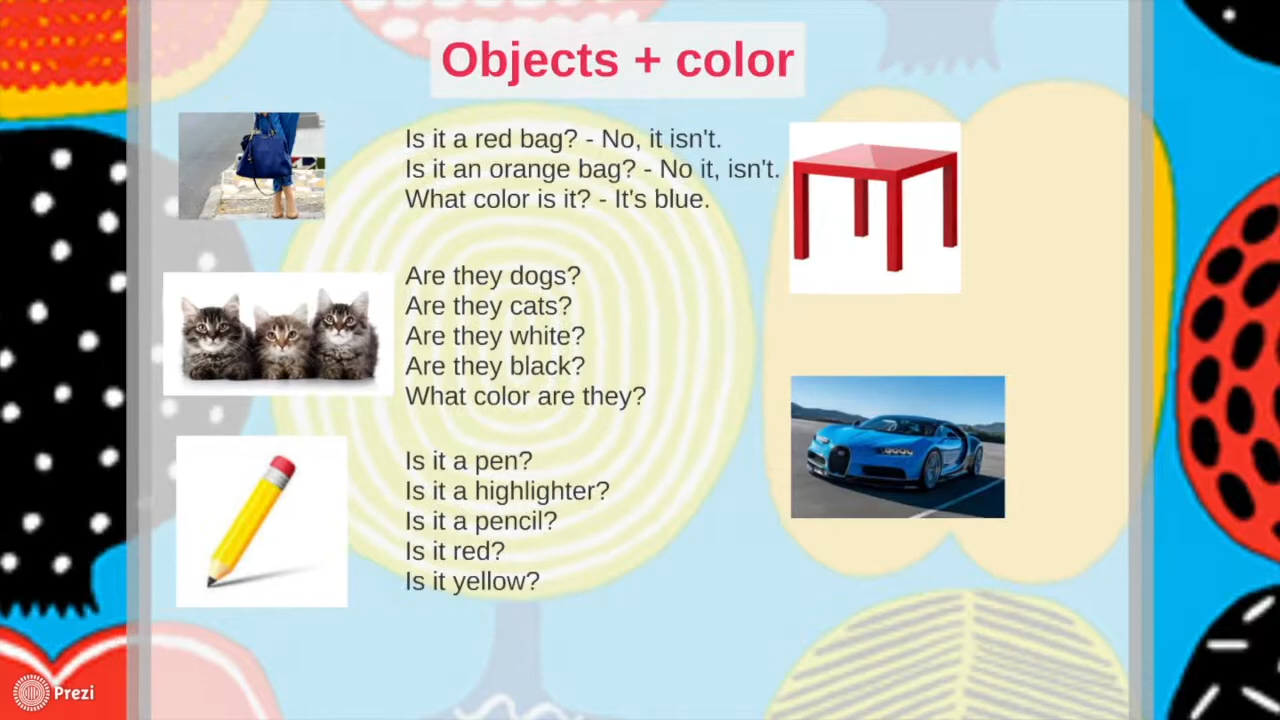 Objects + color
Is it a red bag? - No, it isn't.
Is it an orange bag? - No it, isn't.
What color is it? - It's blue.
Are they dogs?
Are they cats?
Are they white?
Are they black?
What color are they?
Is it a pen?
Is it a highlighter?
Is it a pencil?
Is it red?
Is it yellow?
Prezi